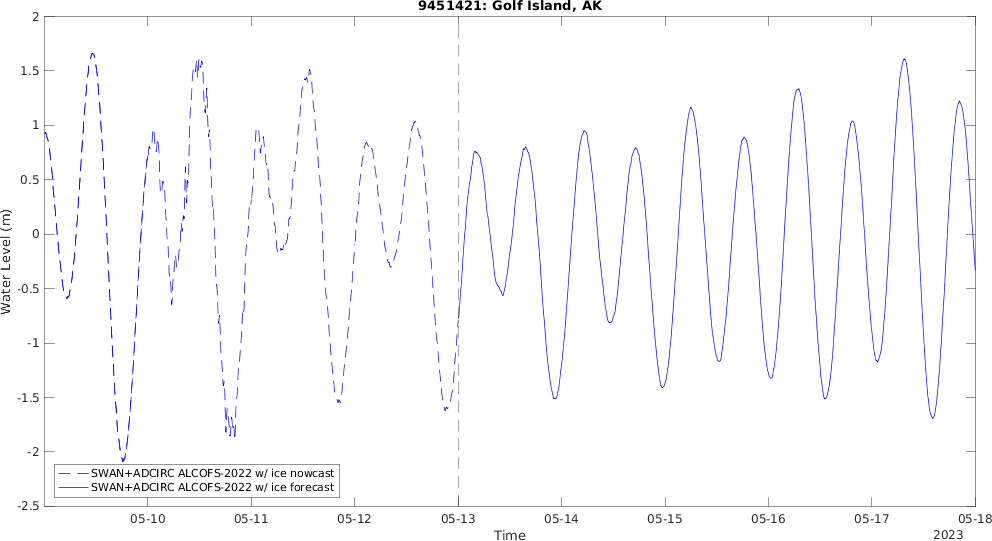 9451421: Golf Island, AK
2
1.5
1
0.5
0
-0.5
-1
-1.5
-2
-2.5
Water Level (m)
SWAN+ADCIRC ALCOFS-2022 w/ ice nowcast
SWAN+ADCIRC ALCOFS-2022 w/ ice forecast
05-10 05-11 05-12 05-13 05-14 05-15 05-16 05-17 05-18
Time
2023